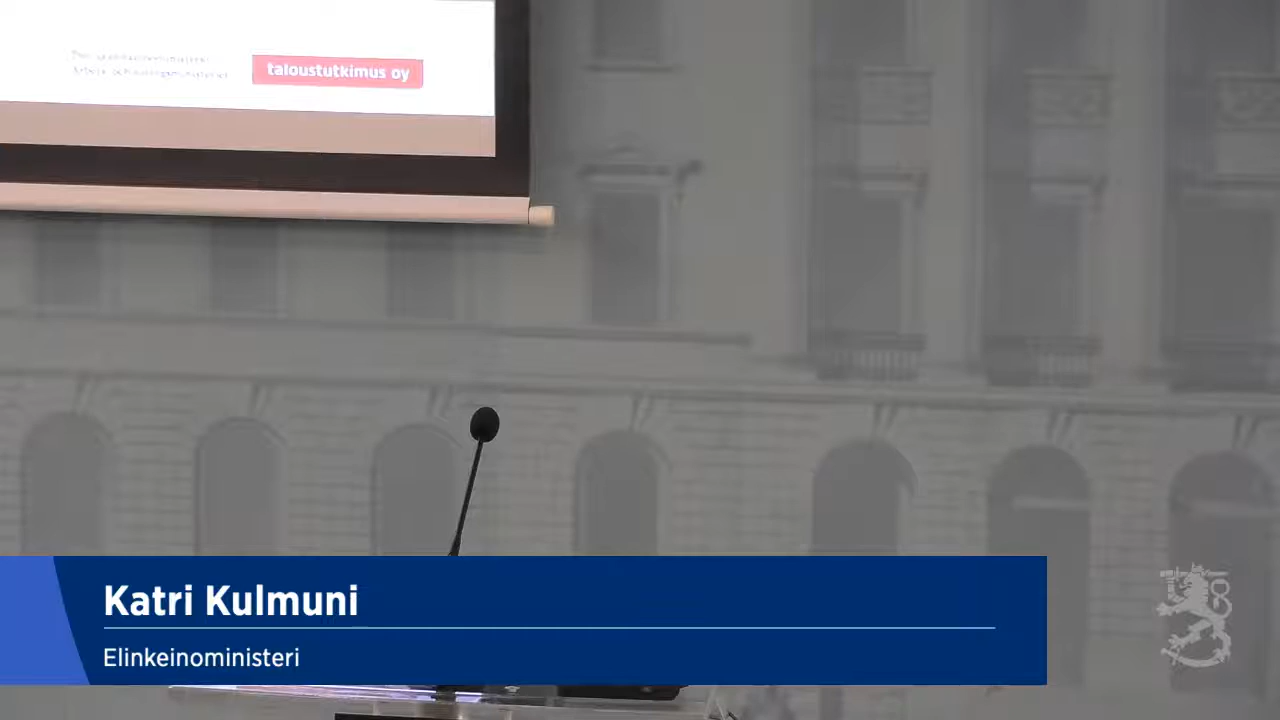 taloustutkimus oy
Katri Kulmuni
Elinkeinoministeri